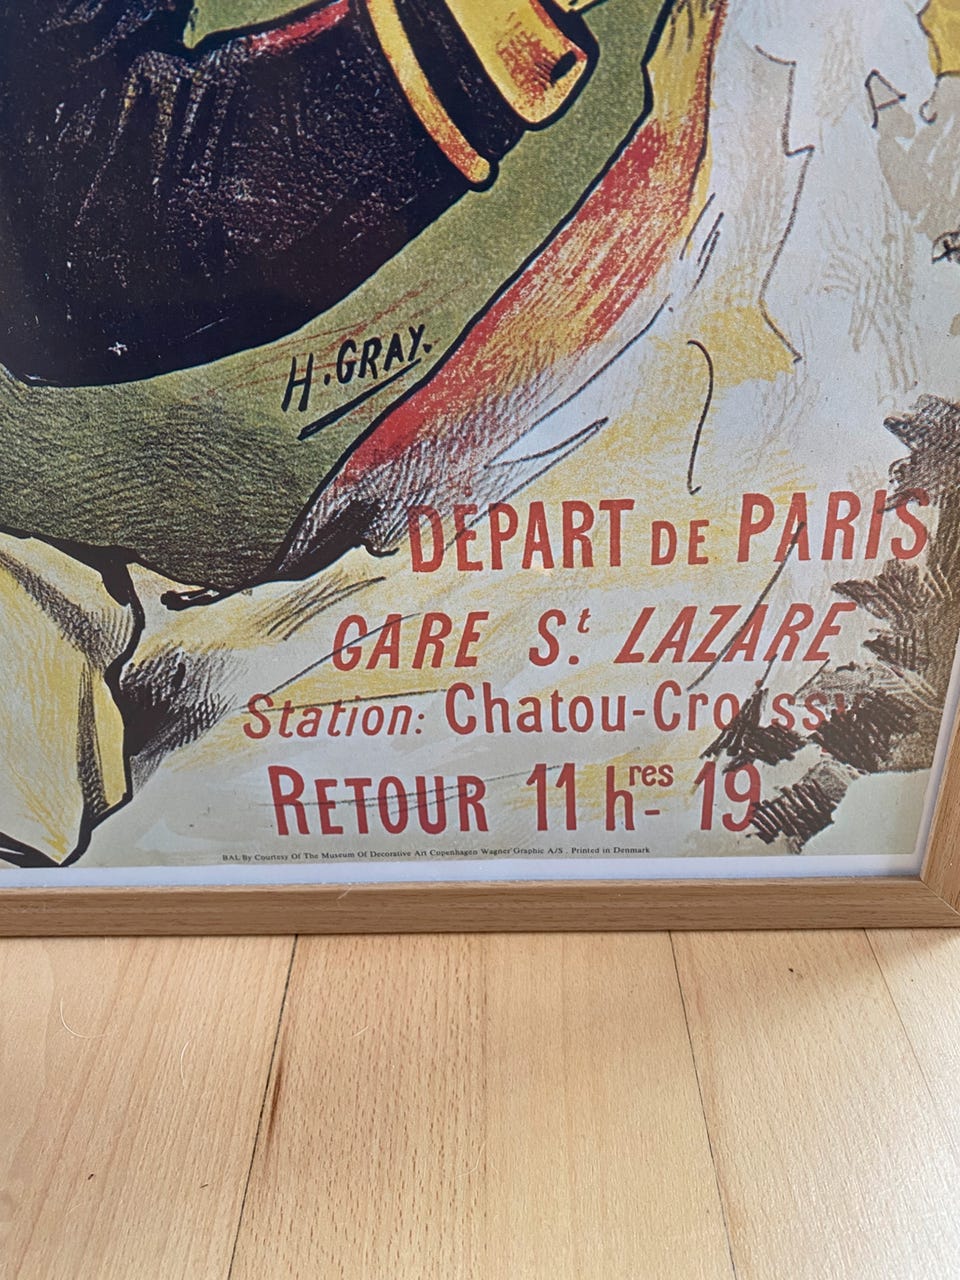 A
H. GRAY.
DÉPART DE PARIS
GARE St. LAZARE
Station: Chatou-Croissy
RETOUR 11 hres- 19
BAL By Courtesy Of The Museum Of Decorative Art Copenhagen Wagner Graphic A/S . Printed in Denmark